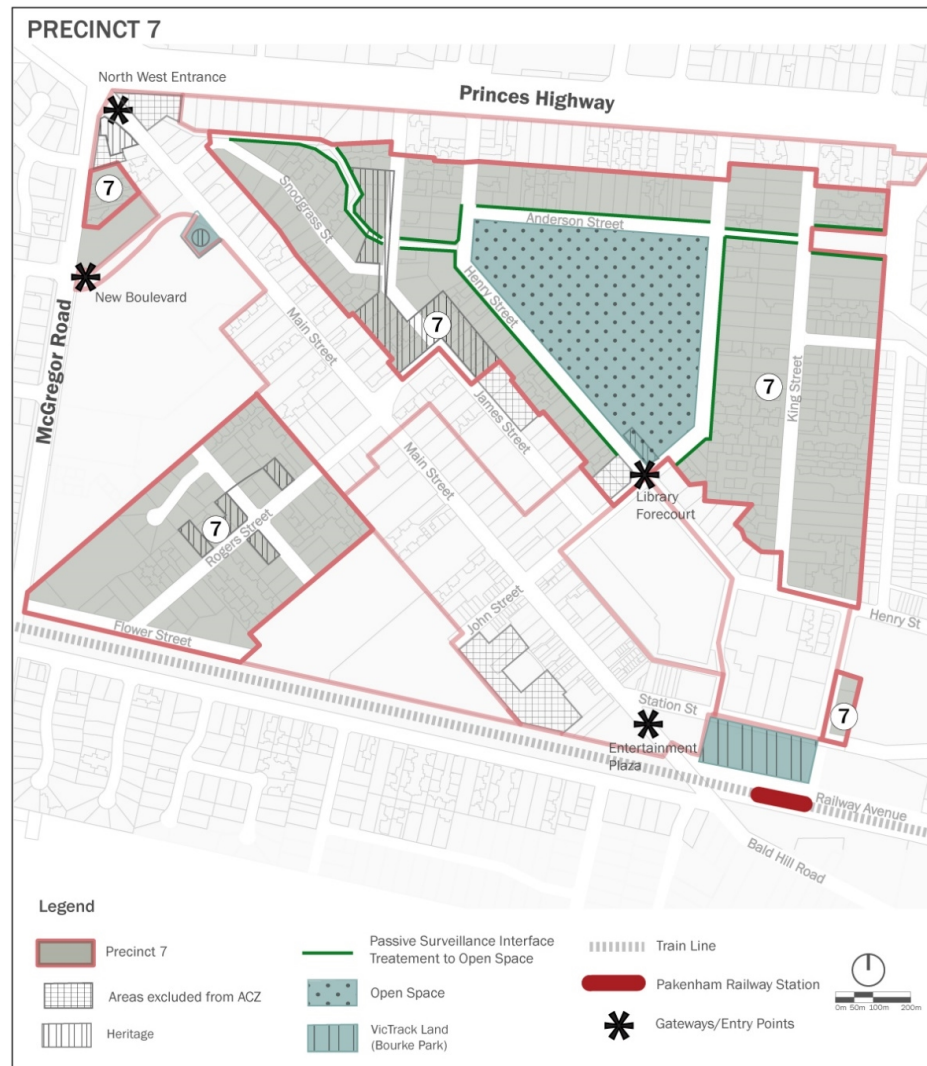 PRECINCT 7
North West Entrance
Princes Highway
7
Snodgrass St
Anderson Street
New Boulevard
Henry Street
McGregor Road
Main Street
7
7
King Street
James Street
Main Street
Library
Forecourt
7
Rogers Street
Flower Street
John Street
Henry St
Station St
7
Entertainment
Plaza
Railway Avenue
Bald Hill Road
Legend
Precinct 7
Areas excluded from ACZ
Heritage
Passive Surveillance Interface
Treatement to Open Space
Open Space
VicTrack Land
(Bourke Park)
Train Line
Pakenham Railway Station
Gateways/Entry Points
0m 50m 100m 200m